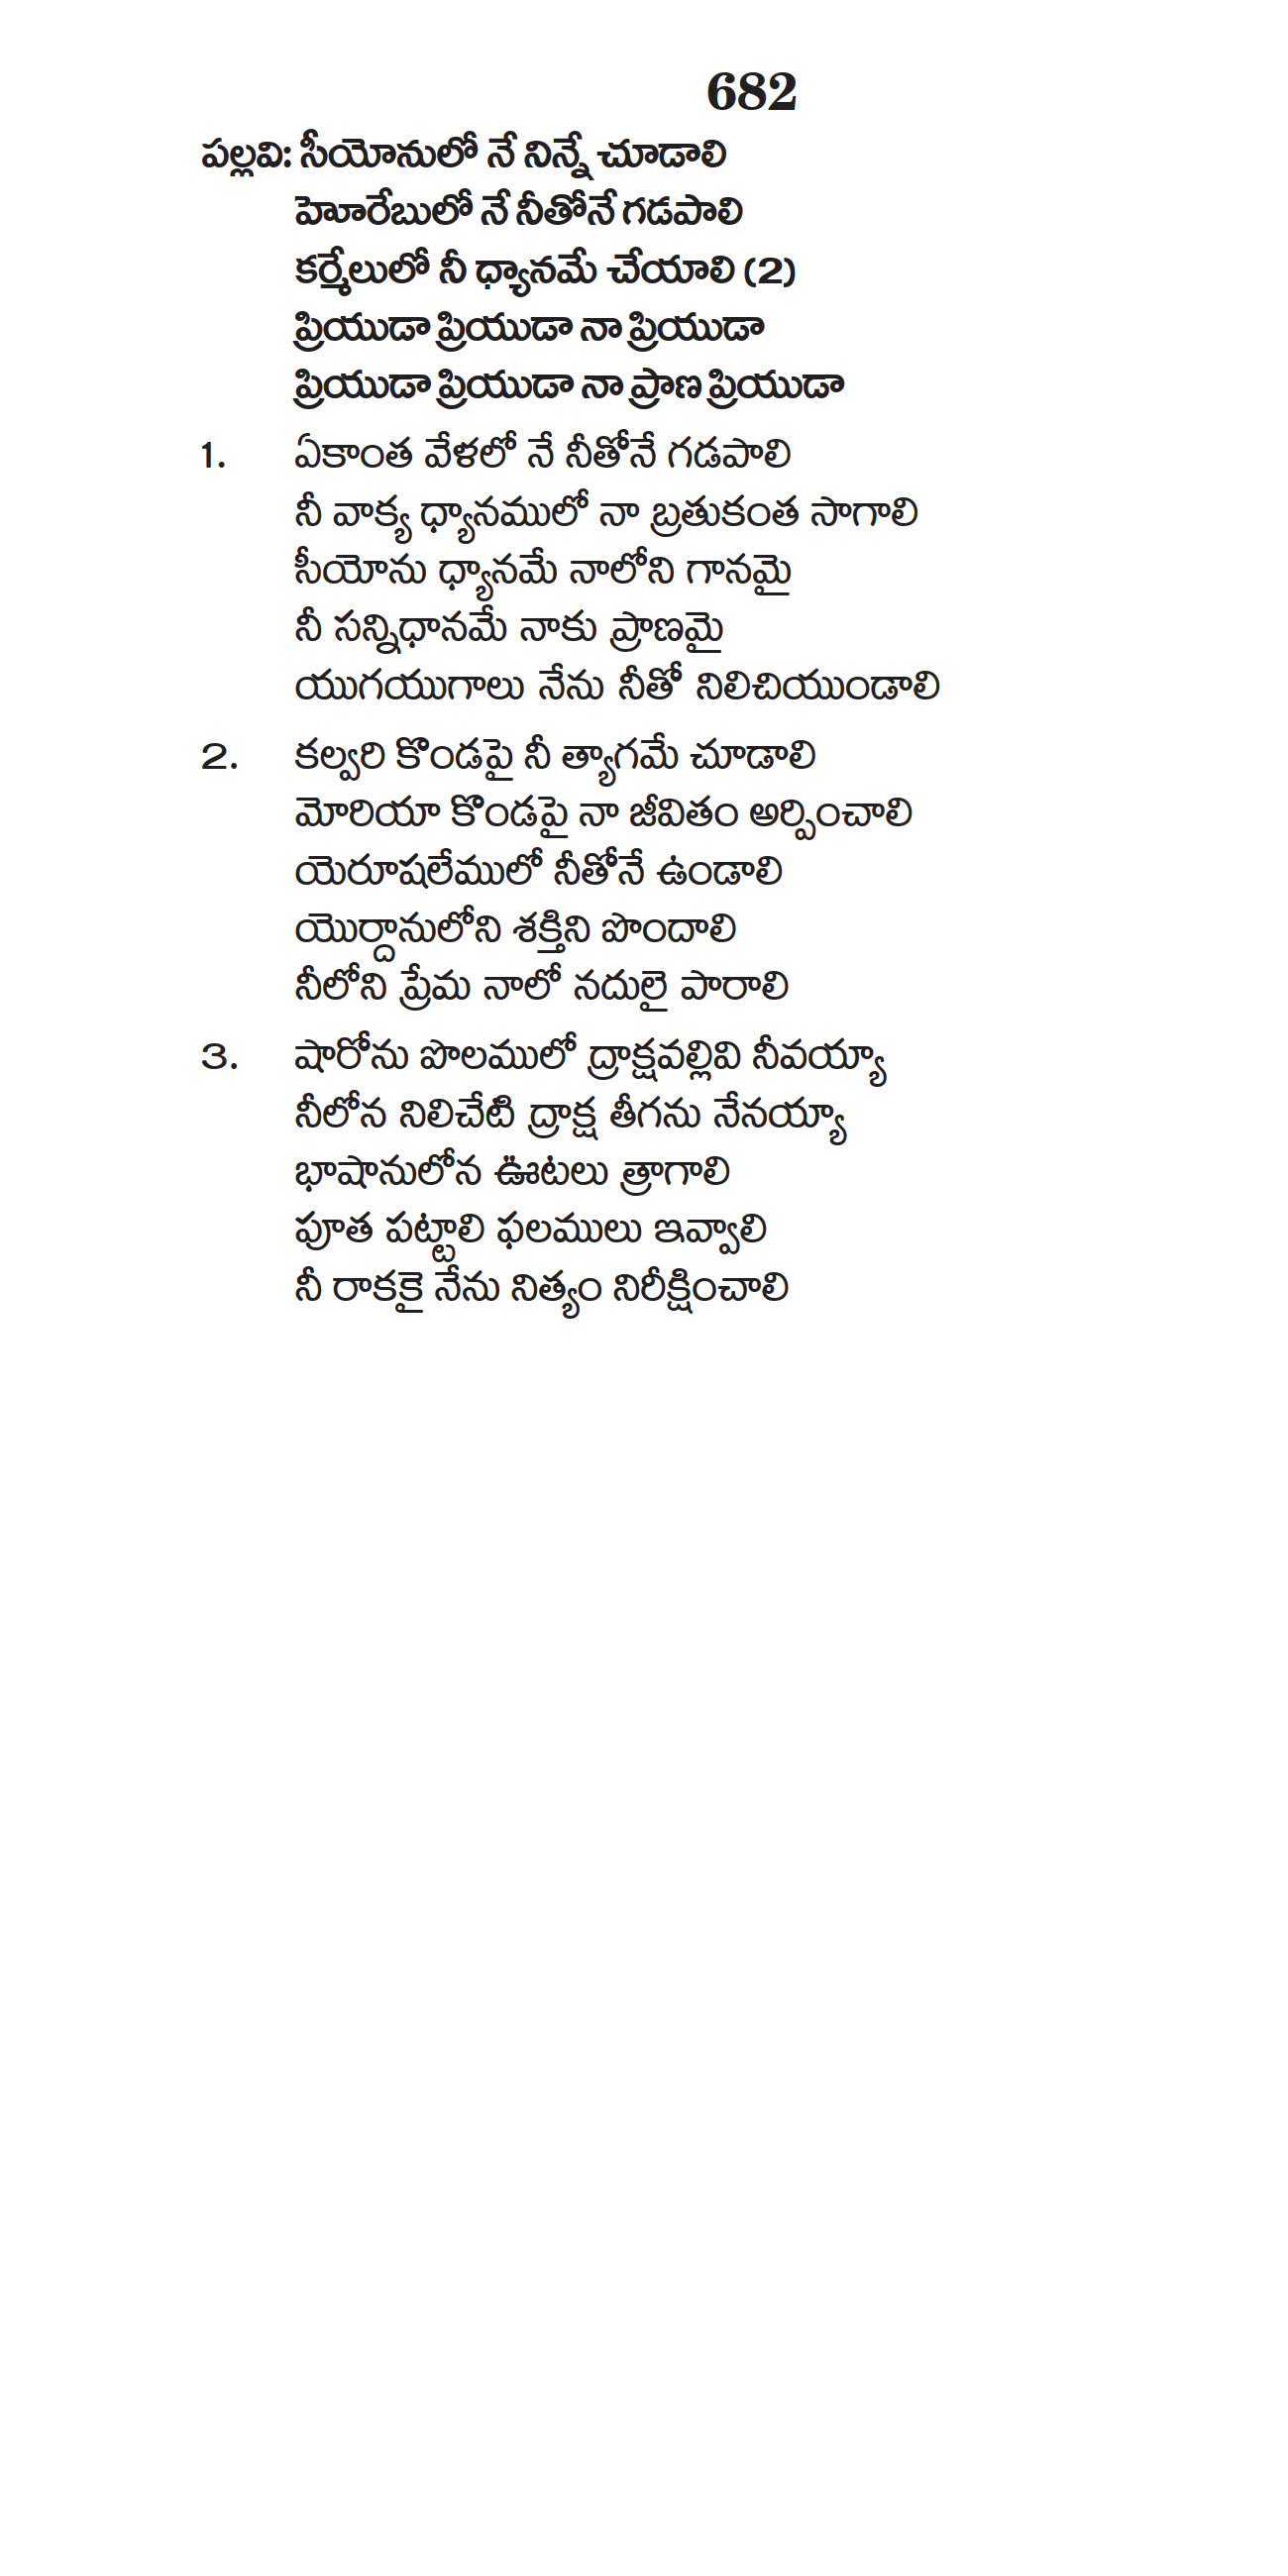 682
పల్లవి: సీయోనులో నే నిన్నే చూడాలి
హెూరేబులో నే నీతోనే గడపాలి
కర్మేలులో నీ ధ్యానమే చేయాలి (2)
ప్రియుడా ప్రియుడా నా ప్రియుడా
ప్రియుడా ప్రియుడా నా ప్రాణ ప్రియుడా
1. ఏకాంత వేళలో నే నీతోనే గడపాలి
నీ వాక్య ధ్యానములో నా బ్రతుకంత సాగాలి
సీయోను ధ్యానమే నాలోని గానమై
నీ సన్నిధానమే నాకు ప్రాణమై
యుగయుగాలు నేను నీతో నిలిచియుండాలి
2. కల్వరి కొండపై నీ త్యాగమే చూడాలి
మోరియా కొండపై నా జీవితం అర్పించాలి
యెరూషలేములో నీతోనే ఉండాలి
యొర్దానులోని శక్తిని పొందాలి
నీలోని ప్రేమ నాలో నదులై పారాలి
3. షారోను పొలములో ద్రాక్షవల్లివి నీవయ్యా
నీలోన నిలిచేటి ద్రాక్ష తీగను నేనయ్యా
భాషానులోన ఊటలు త్రాగాలి
పూత పట్టాలి ఫలములు ఇవ్వాలి
నీ రాకకై నేను నిత్యం నిరీక్షించాలి